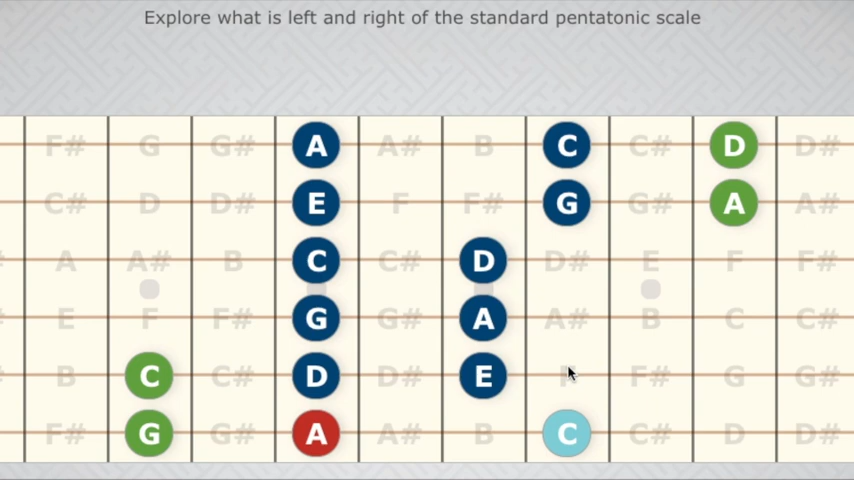 Explore what is left and right of the standard pentatonic scale
F# G G# A A# B C C# D D#
C# D D# E F F# G G# A A#
# A A# B C C# D D# E F F#
# E F F# G G# A A# B C C#
# B C C# D D# E F# G G#
F# G G# A A# B C C# D D#